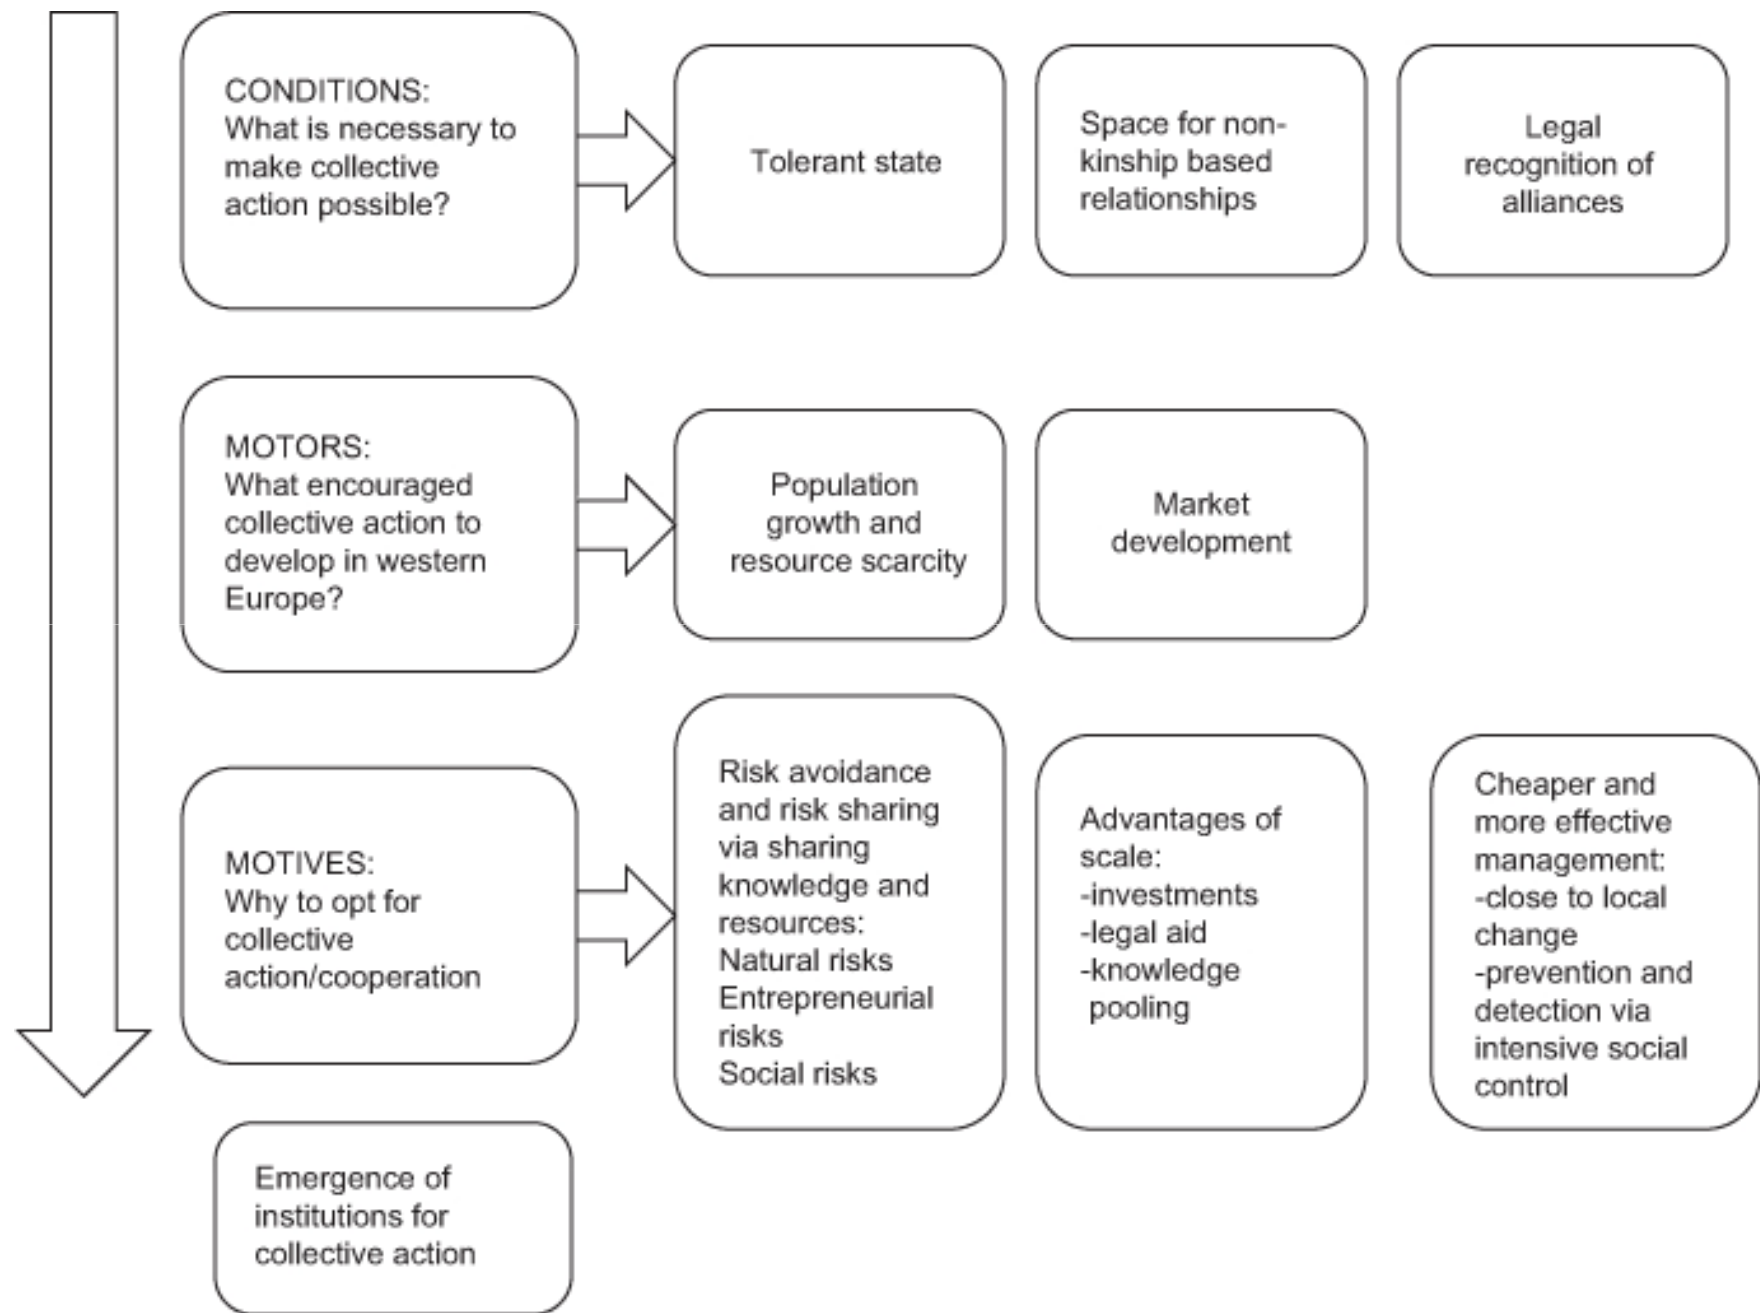 CONDITIONS:
What is necessary to
make collective
action possible?
Tolerant state
Space for non-
kinship based
relationships
Legal
recognition of
alliances
MOTORS:
What encouraged
collective action to
develop in western
Europe?
Population
growth and
resource scarcity
Market
development
MOTIVES:
Why to opt for
collective
action/cooperation
Risk avoidance
and risk sharing
via sharing
knowledge and
resources:
Natural risks
Entrepreneurial
risks
Social risks
Advantages of
scale:
-investments
-legal aid
-knowledge
pooling
Cheaper and
more effective
management:
-close to local
change
-prevention and
detection via
intensive social
control
Emergence of
institutions for
collective action